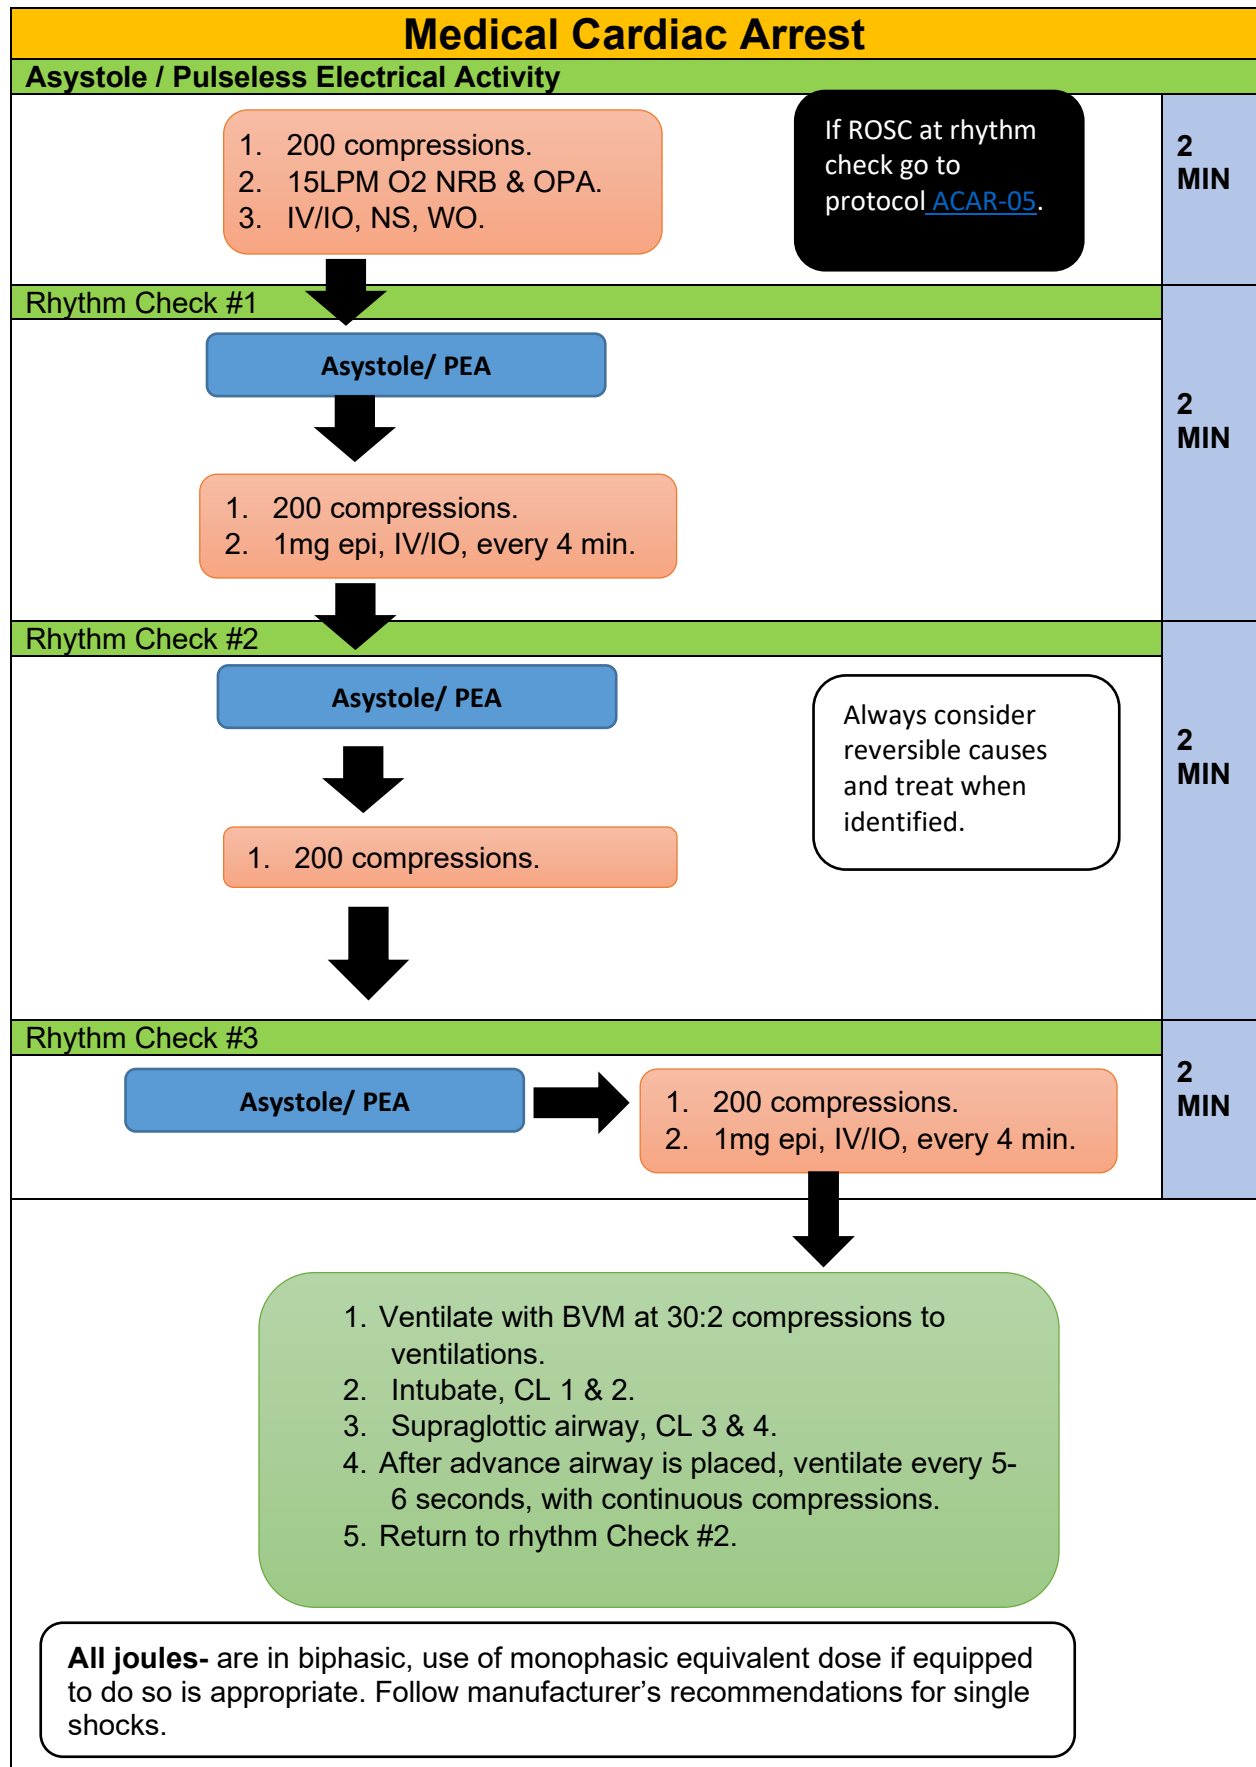 Medical Cardiac Arrest
Asystole / Pulseless Electrical Activity
1. 200 compressions.
2. 15LPM O2 NRB & OPA.
3. IV/IO, NS, WO.
If ROSC at rhythm
check go to
protocol ACAR-05.
2
MIN
Rhythm Check #1
Asystole/ PEA
1. 200 compressions.
2. 1mg epi, IV/IO, every 4 min.
2
MIN
Rhythm Check #2
Asystole/ PEA
1. 200 compressions.
Always consider
reversible causes
and treat when
identified.
2
MIN
Rhythm Check #3
Asystole/ PEA
1. 200 compressions.
2. 1mg epi, IV/IO, every 4 min.
2
MIN
1. Ventilate with BVM at 30:2 compressions to
ventilations.
2. Intubate, CL 1 & 2.
3. Supraglottic airway, CL 3 & 4.
4. After advance airway is placed, ventilate every 5-
6 seconds, with continuous compressions.
5. Return to rhythm Check #2.
All joules- are in biphasic, use of monophasic equivalent dose if equipped
to do so is appropriate. Follow manufacturer’s recommendations for single
shocks.